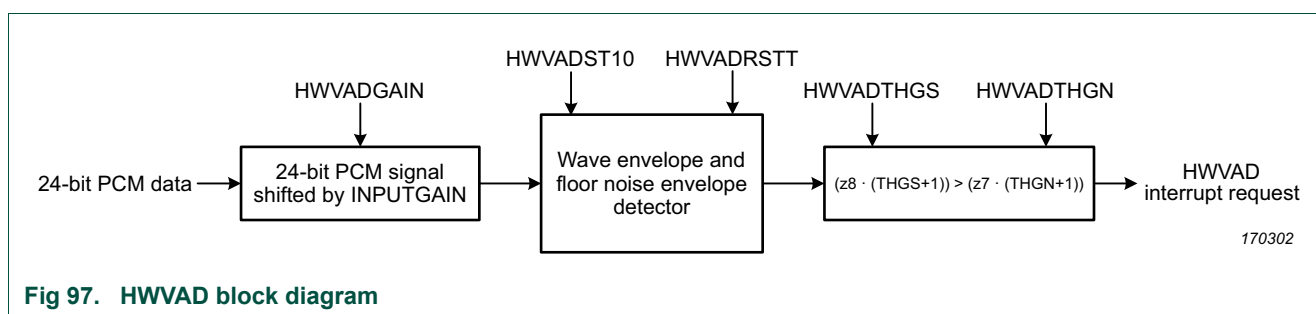 HWVADST10
HWVADRSTT
HWVADGAIN
HWVADTHGS
HWVADTHGN
24-bit PCM data
24-bit PCM signal
shifted by INPUTGAIN
Wave envelope and
floor noise envelope
detector
(z8 · (THGS+1)) > (z7 · (THGN+1))
HWVAD
interrupt request
170302
Fig 97. HWVAD block diagram